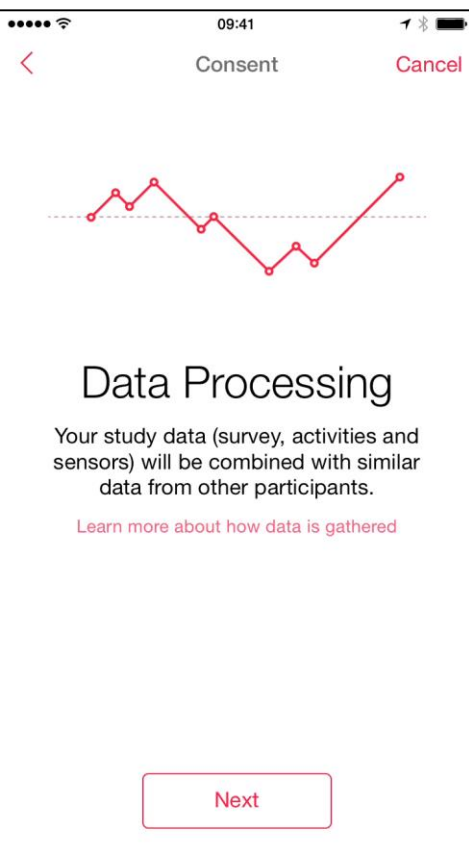 09:41
Consent
Cancel
Data Processing
Your study data (survey, activities and
sensors) will be combined with similar
data from other participants.
Learn more about how data is gathered
Next